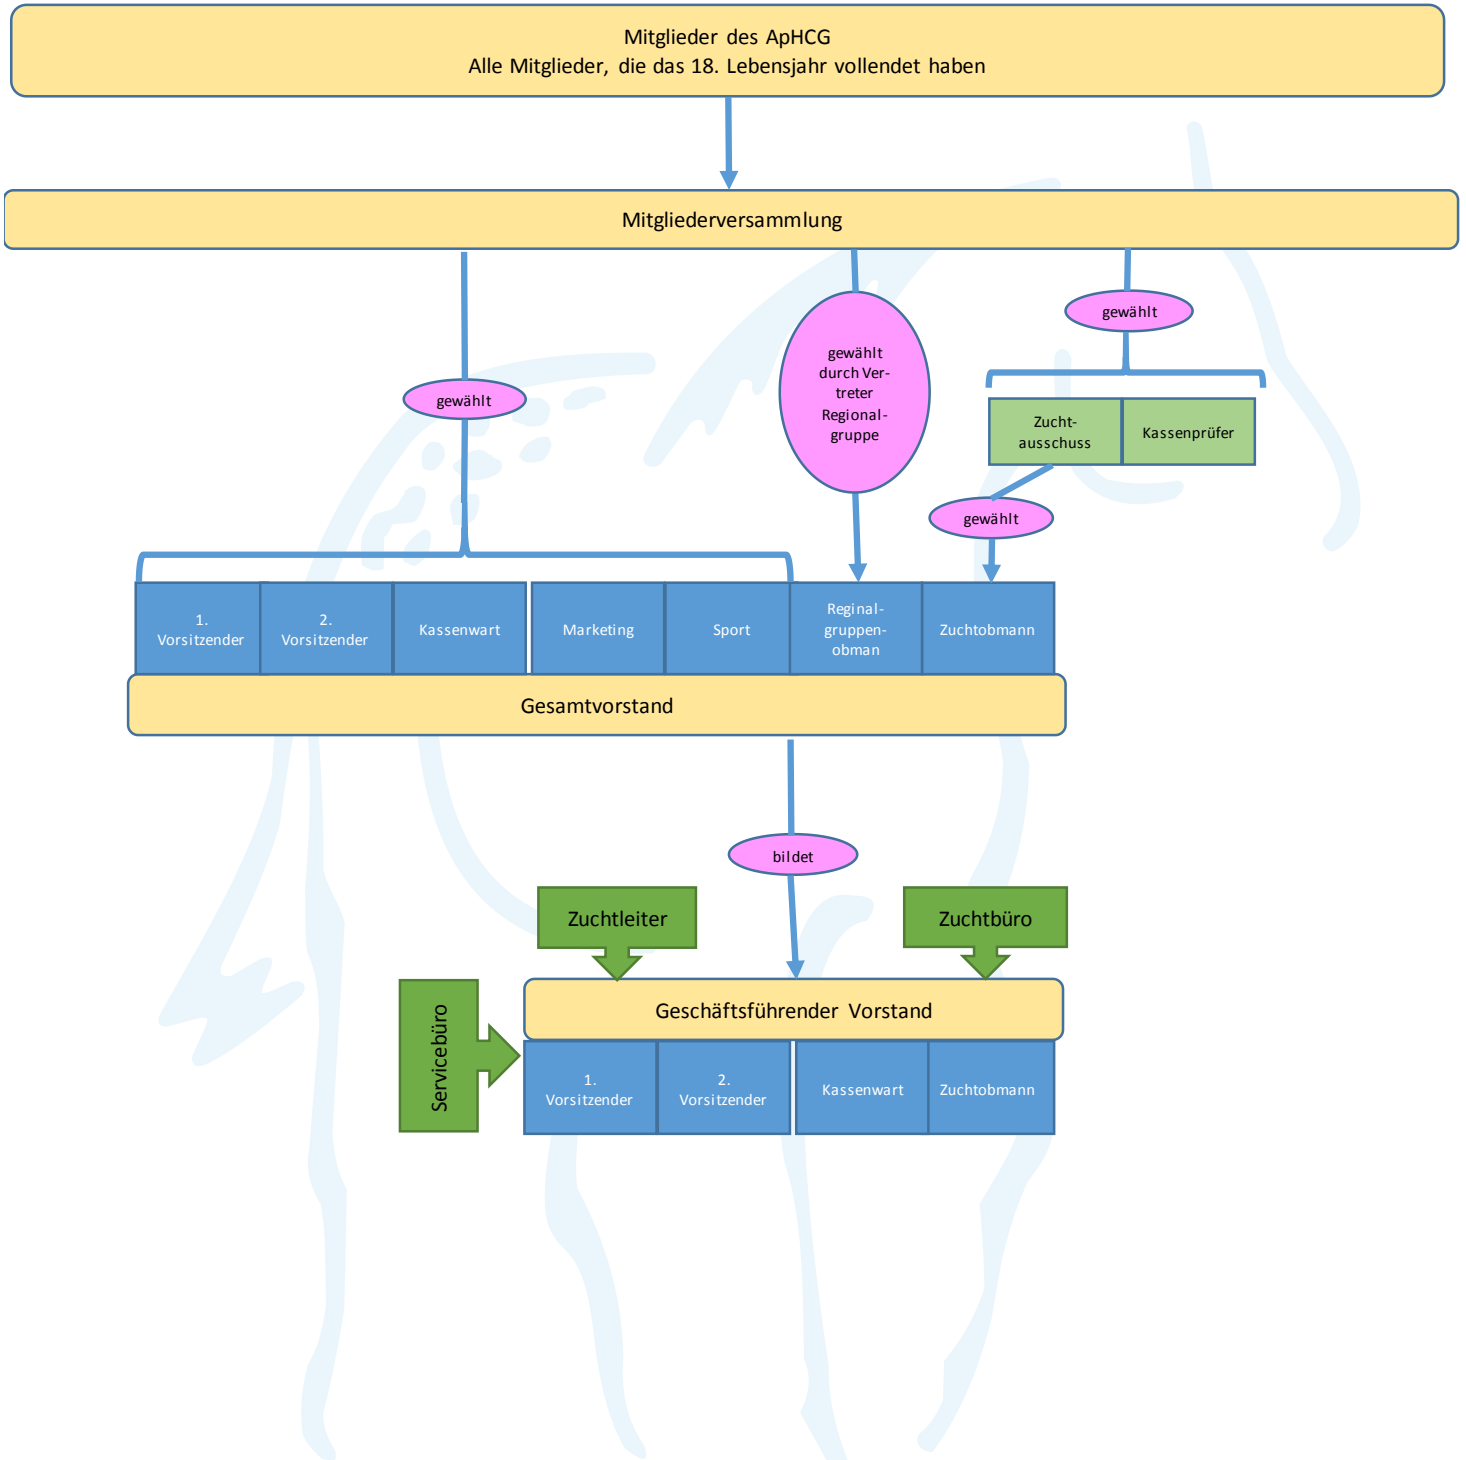 Mitglieder des ApHCG
Alle Mitglieder, die das 18. Lebensjahr vollendet haben
Mitgliederversammlung
gewählt
gewählt
durch Ver-
treter
Regional-
gruppe
gewählt
Zucht-
ausschuss
Kassenprüfer
gewählt
1.
Vorsitzender
2.
Vorsitzender
Kassenwart
Marketing
Sport
Reginal-
gruppen-
obman
Zuchtobmann
Gesamtvorstand
bildet
Zuchtleiter
Zuchtbüro
Servicebüro
Geschäftsführender Vorstand
1.
Vorsitzender
2.
Vorsitzender
Kassenwart
Zuchtobmann